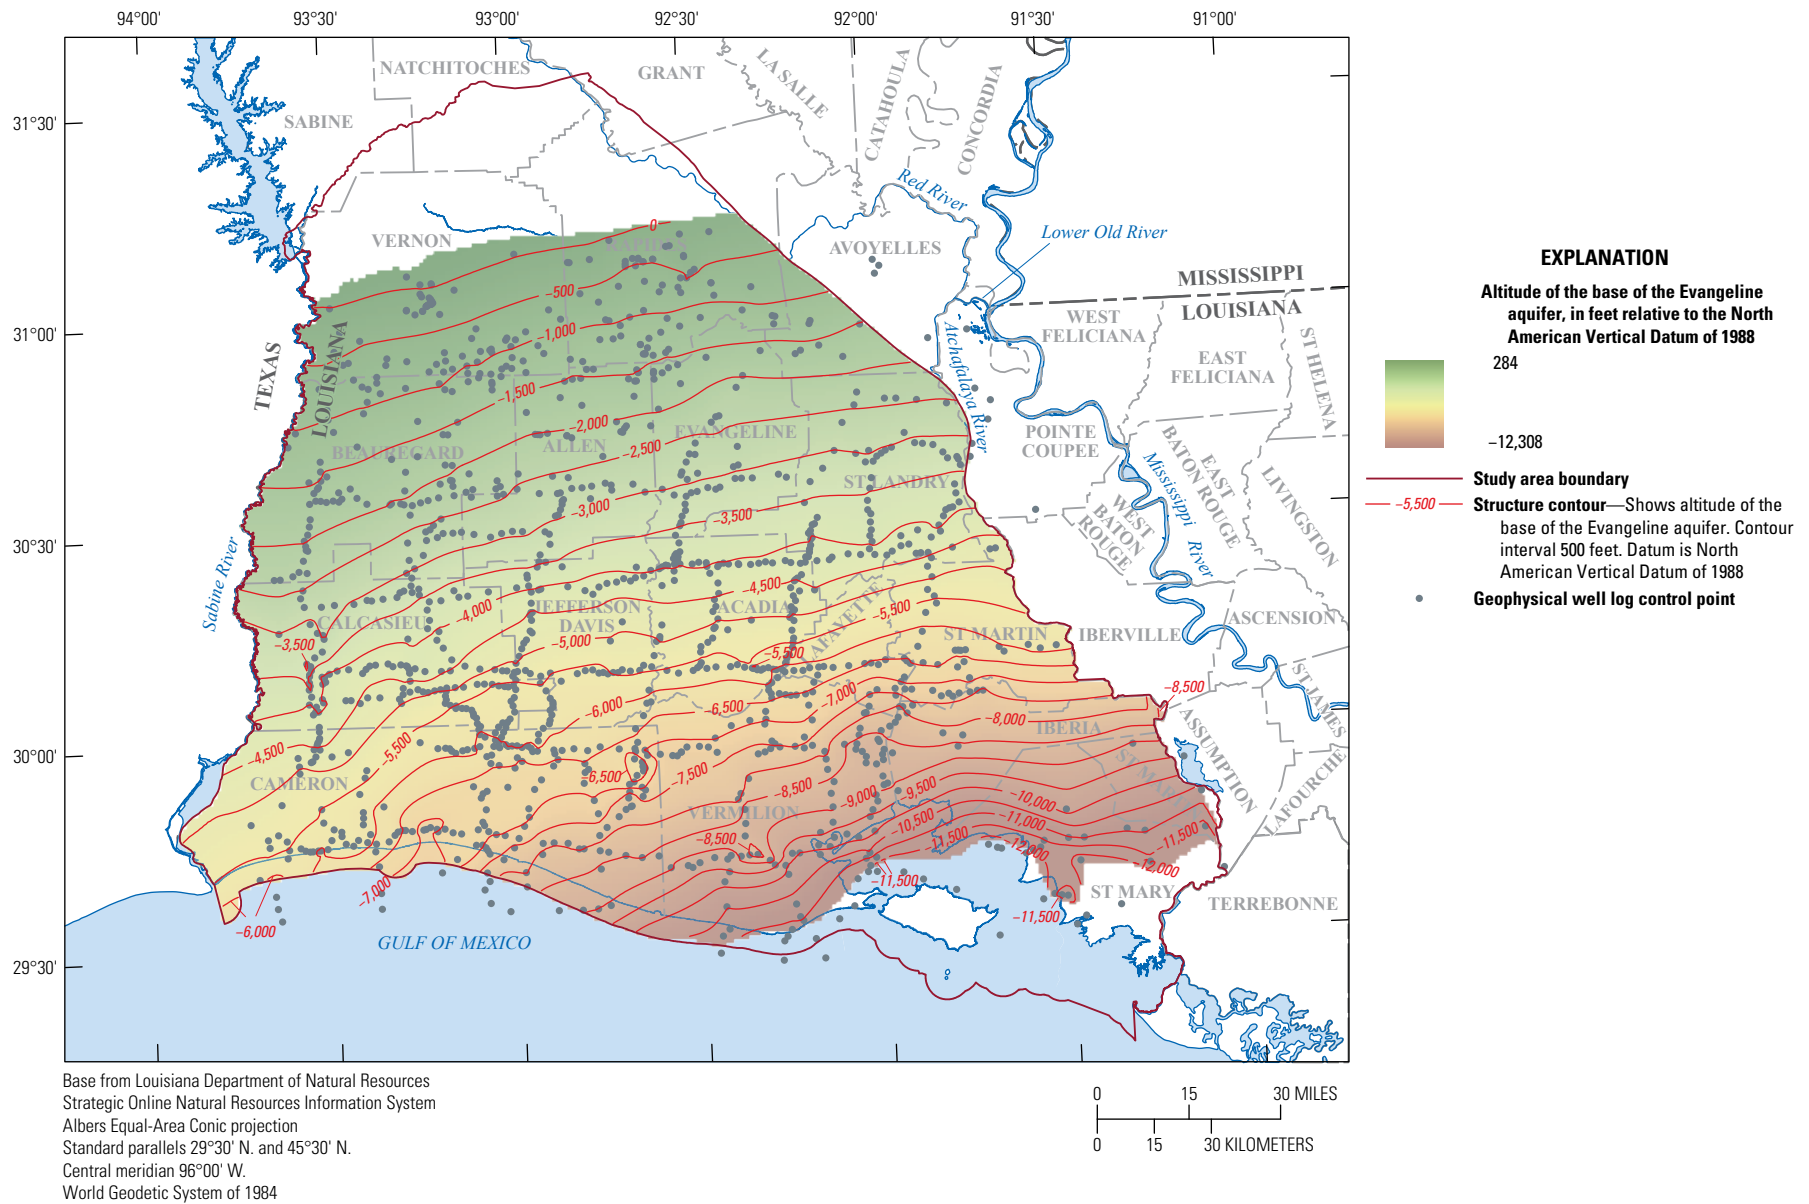 94°00'
93°30'
93°00'
92°30'
92°00'
91°30'
91°00'
31°30'
31°00'
30°30'
30°00'
29°30'
NATCHITOCHES
GRANT
LA SALLE
CATAHOULA
CONCORDIA
SABINE
Red River
VERNON
RAPIDES
AVOYELLES
Lower Old River
MISSISSIPPI
LOUISIANA
WEST
FELICIANA
EAST
FELICIANA
ST HELENA
TEXAS
LOUISIANA
Atchafalaya River
BEAUREGARD
ALLEN
EVANGELINE
ST LANDRY
POINTE
COUPEE
WEST
BATON
ROUGE
EAST
BATON ROUGE
LIVINGSTON
Mississippi River
Sabine River
CALCASIEU
JEFFERSON
DAVIS
ACADIA
LAFAYETTE
ST MARTIN
IBERVILLE
ASCENSION
ST JAMES
ASSUMPTION
LAFOURCHE
IBERIA
ST MARTIN
CAMERON
VERMILION
ST MARY
TERREBONNE
GULF OF MEXICO
0
−500
−1,000
−1,500
−2,000
−2,500
−3,000
−3,500
−4,500
−4,000
−5,500
−5,000
−3,500
−5,500
−7,000
−6,000
−6,500
−8,000
−8,500
−4,500
−5,500
−6,500
−7,500
−8,500
−9,000
−9,500
−10,000
−10,500
−11,000
−11,500
−12,000
−11,500
−12,000
−8,500
−11,500
−11,500
−7,000
−6,000
EXPLANATION
Altitude of the base of the Evangeline
aquifer, in feet relative to the North
American Vertical Datum of 1988
284
−12,308
Study area boundary
−5,500
Structure contour—Shows altitude of the
base of the Evangeline aquifer. Contour
interval 500 feet. Datum is North
American Vertical Datum of 1988
Geophysical well log control point
Base from Louisiana Department of Natural Resources
Strategic Online Natural Resources Information System
Albers Equal-Area Conic projection
Standard parallels 29°30' N. and 45°30' N.
Central meridian 96°00' W.
World Geodetic System of 1984
0 15 30 MILES
0 15 30 KILOMETERS